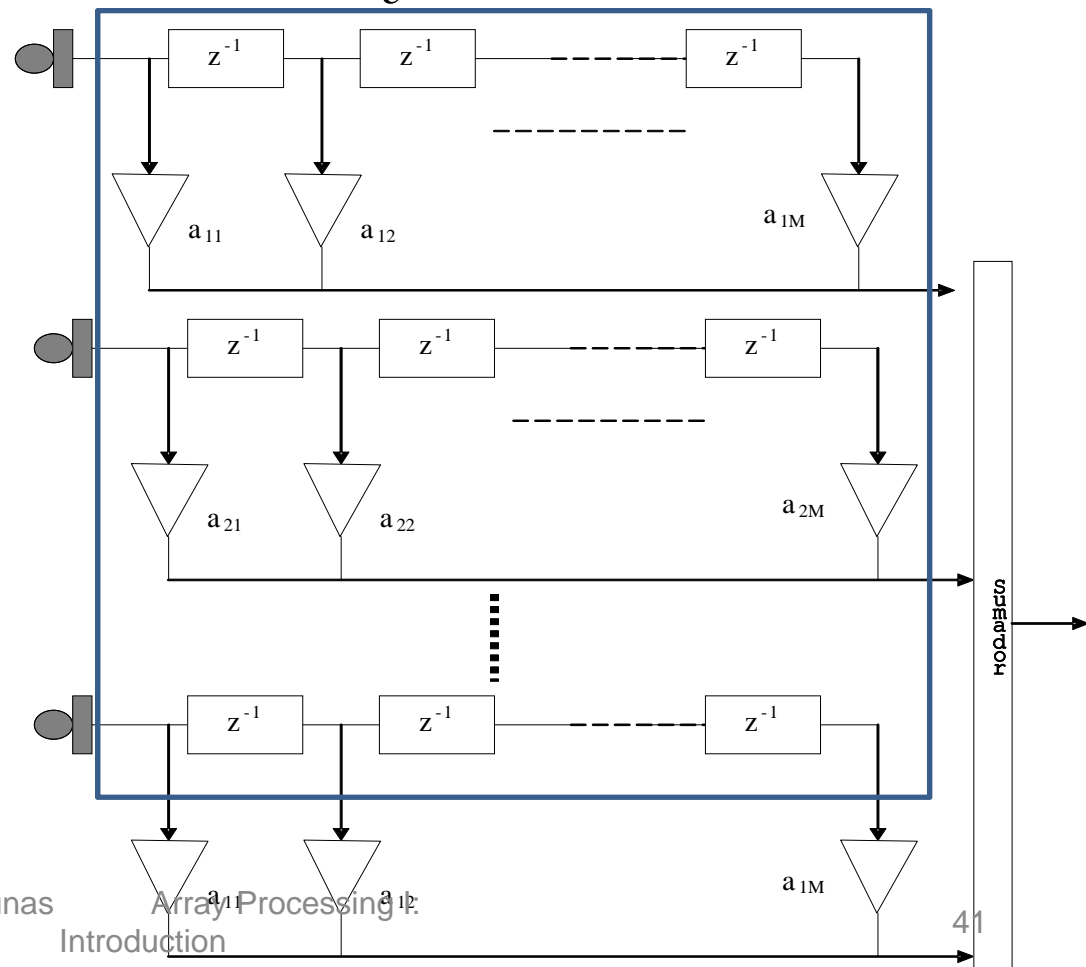 z⁻¹ z⁻¹ z⁻¹
a₁₁ a₁₂ a₁M
z⁻¹ z⁻¹ z⁻¹
a₂₁ a₂₂ a₂M
Sumador
z⁻¹ z⁻¹ z⁻¹
a₁₁ a₁₂ a₁M
Array Processing I:
Introduction
41